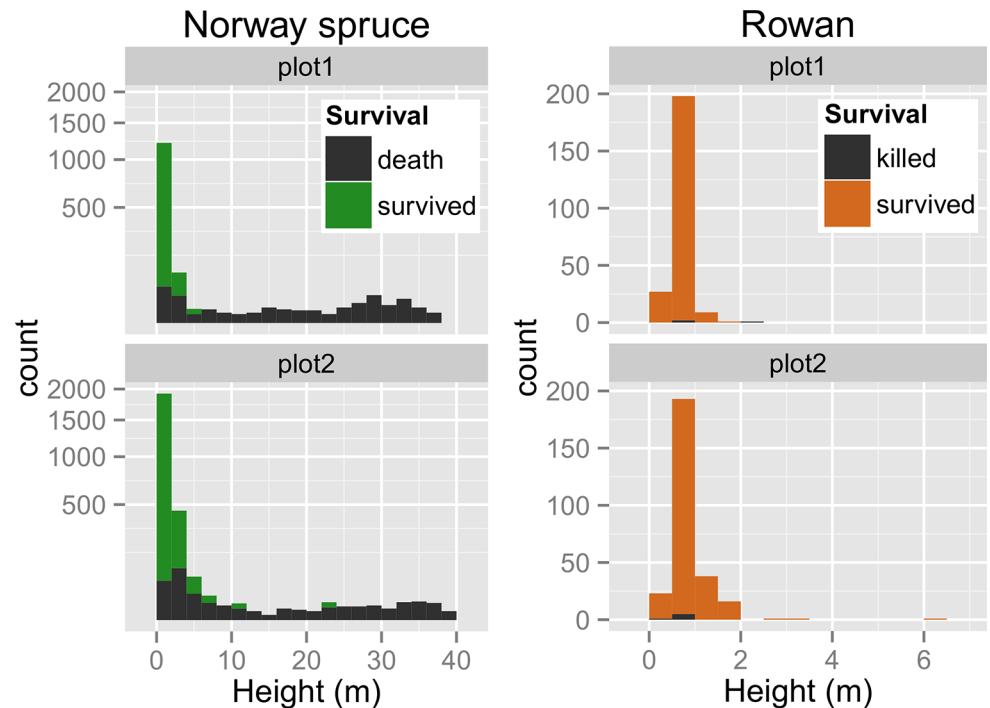 Norway spruce
plot1
2000
1500
1000
500
Survival
death
survived
plot2
2000
1500
1000
500
count
0 10 20 30 40
Height (m)
Rowan
plot1
200
150
100
50
0
Survival
killed
survived
plot2
200
150
100
50
0
count
0 2 4 6
Height (m)